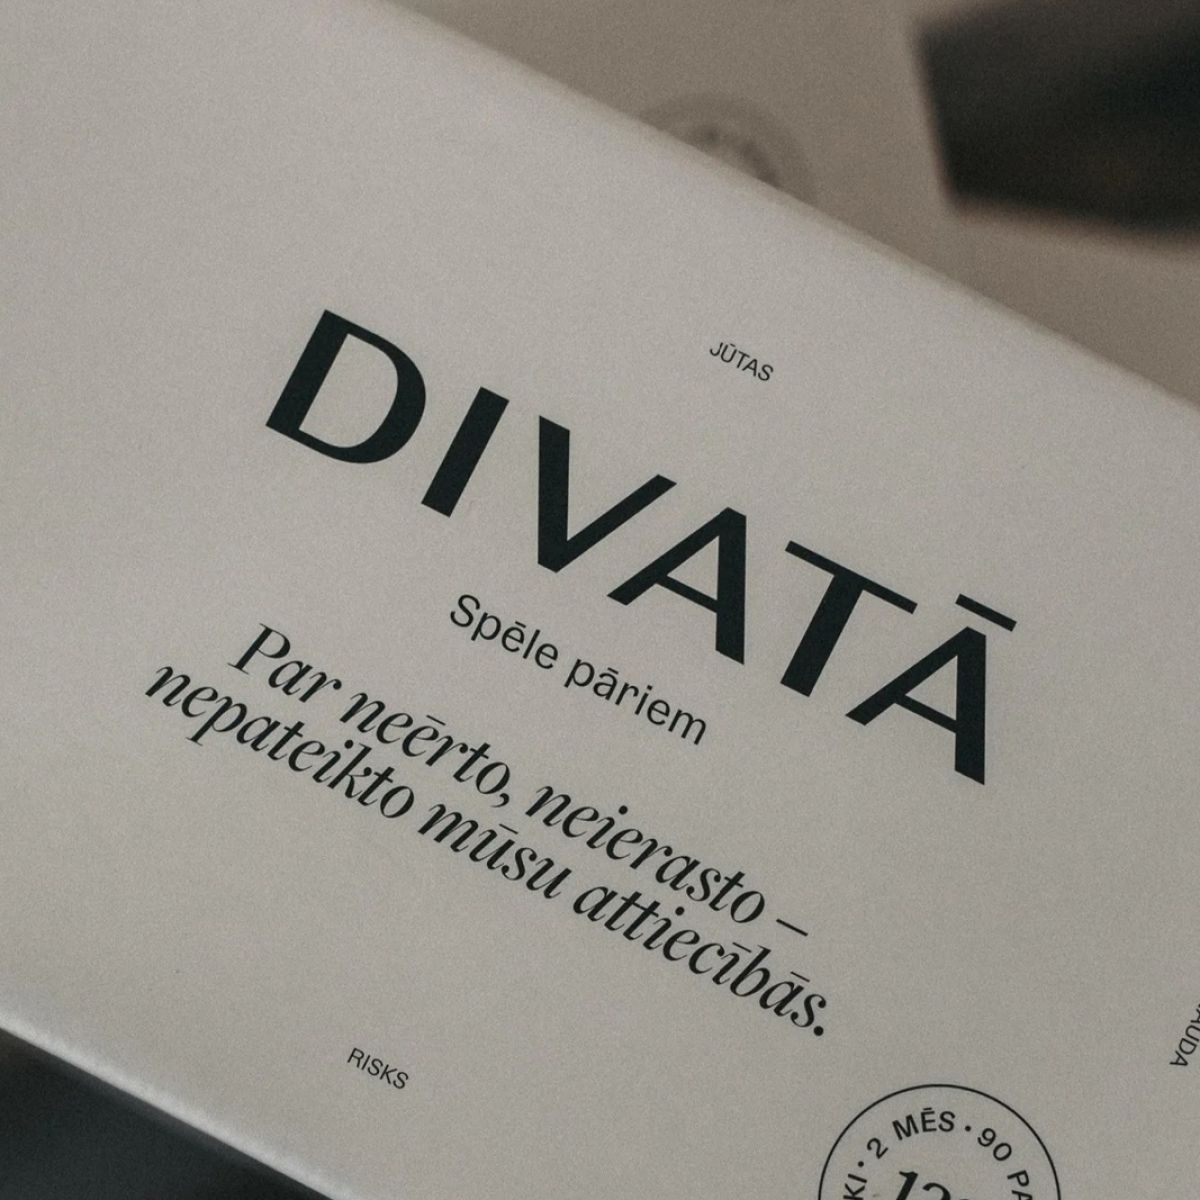 JŪTAS
DIVATĀ
Spēle pāriem
Par neērto, neierasto –
nepateikto mūsu attiecībās.
RISKS
2 MĒS · 90